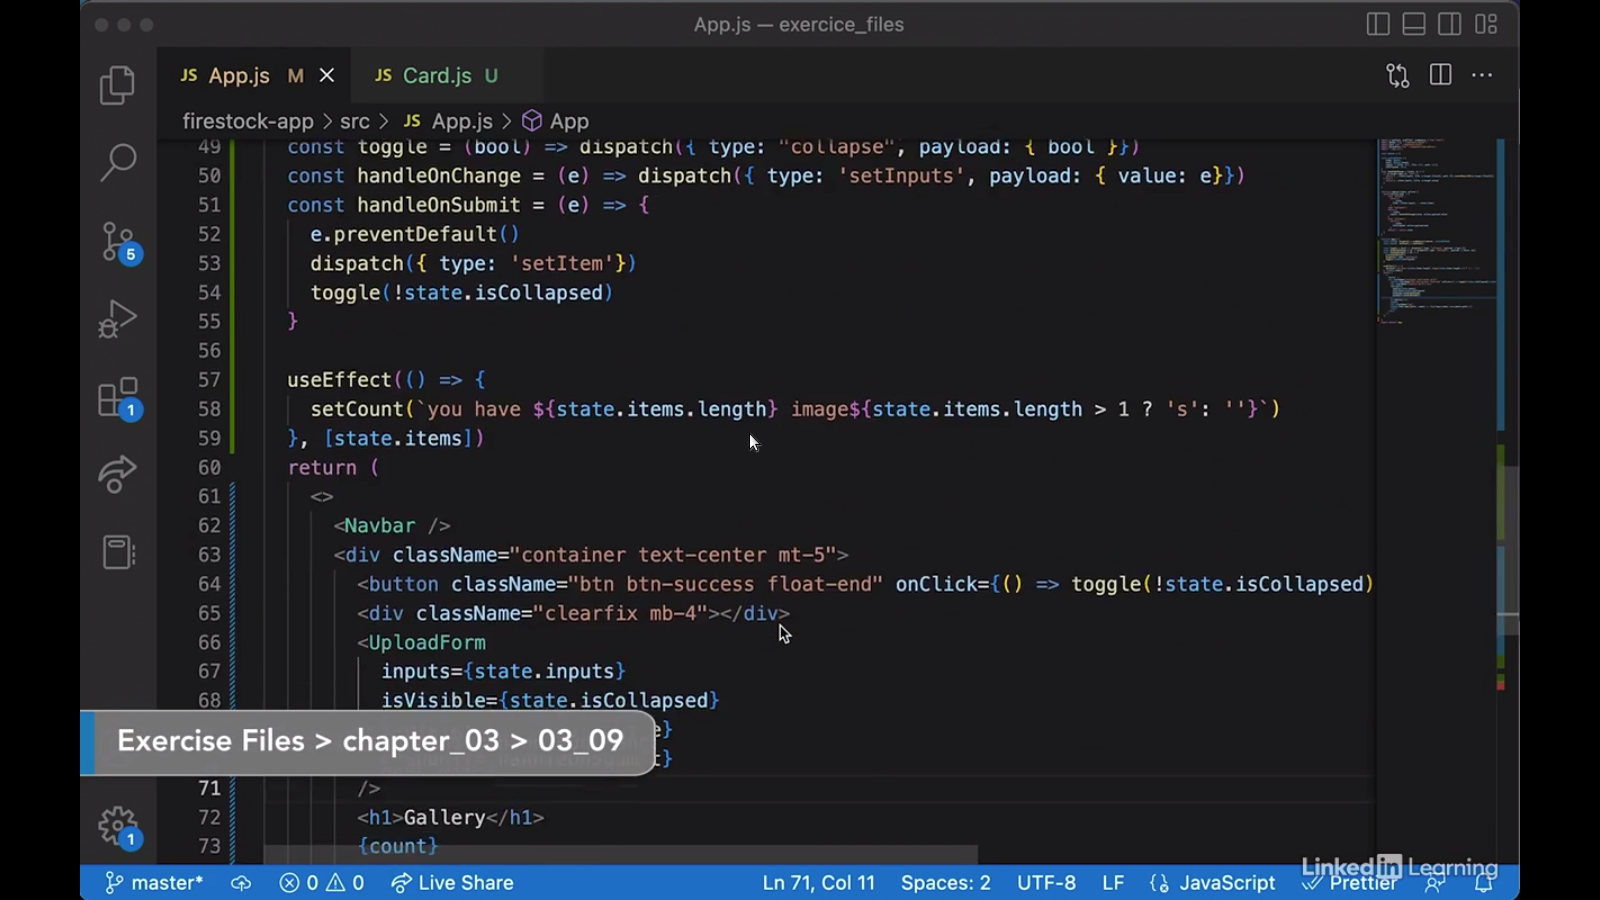 App.js — exercice_files
JS App.js M
JS Card.js U
firestock-app > src > JS App.js > App
49 const toggle = (bool) => dispatch({ type: "collapse", payload: { bool }})
50 const handleOnChange = (e) => dispatch({ type: 'setInputs', payload: { value: e}})
51 const handleOnSubmit = (e) => {
52 e.preventDefault()
53 dispatch({ type: 'setItem'})
54 toggle(!state.isCollapsed)
55 }
56
57 useEffect(() => {
58 setCount(`you have ${state.items.length} image${state.items.length > 1 ? 's': ''}`)
59 }, [state.items])
60 return (
61 <>
62 <Navbar />
63 <div className="container text-center mt-5">
64 <button className="btn btn-success float-end" onClick={() => toggle(!state.isCollapsed)
65 <div className="clearfix mb-4"></div>
66 <UploadForm
67 inputs={state.inputs}
68 isVisible={state.isCollapsed}
e}
Exercise Files > chapter_03 > 03_09
t}
71 />
72 <h1>Gallery</h1>
73 {count}
5
1
1
LinkedIn Learning
master* 0 0 Live Share Ln 71, Col 11 Spaces: 2 UTF-8 LF {} JavaScript Prettier